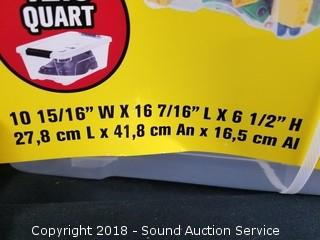 QUART
10 15/16" W X 16 7/16" L X 6 1/2" H
27,8 cm L x 41,8 cm An x 16,5 cm Al
Copyright 2018 - Sound Auction Service